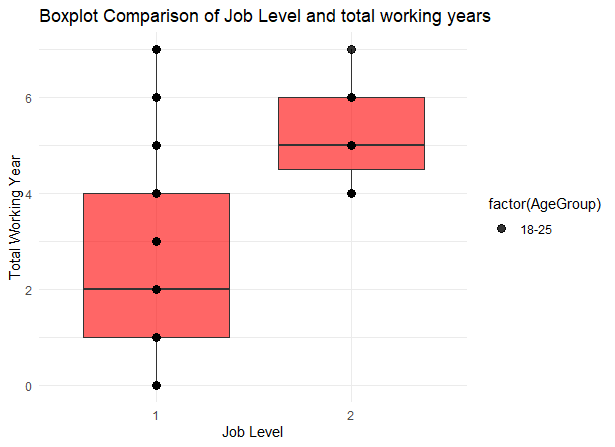 Boxplot Comparison of Job Level and total working years
Total Working Year
6
4
2
0
1
2
Job Level
factor(AgeGroup)
18-25